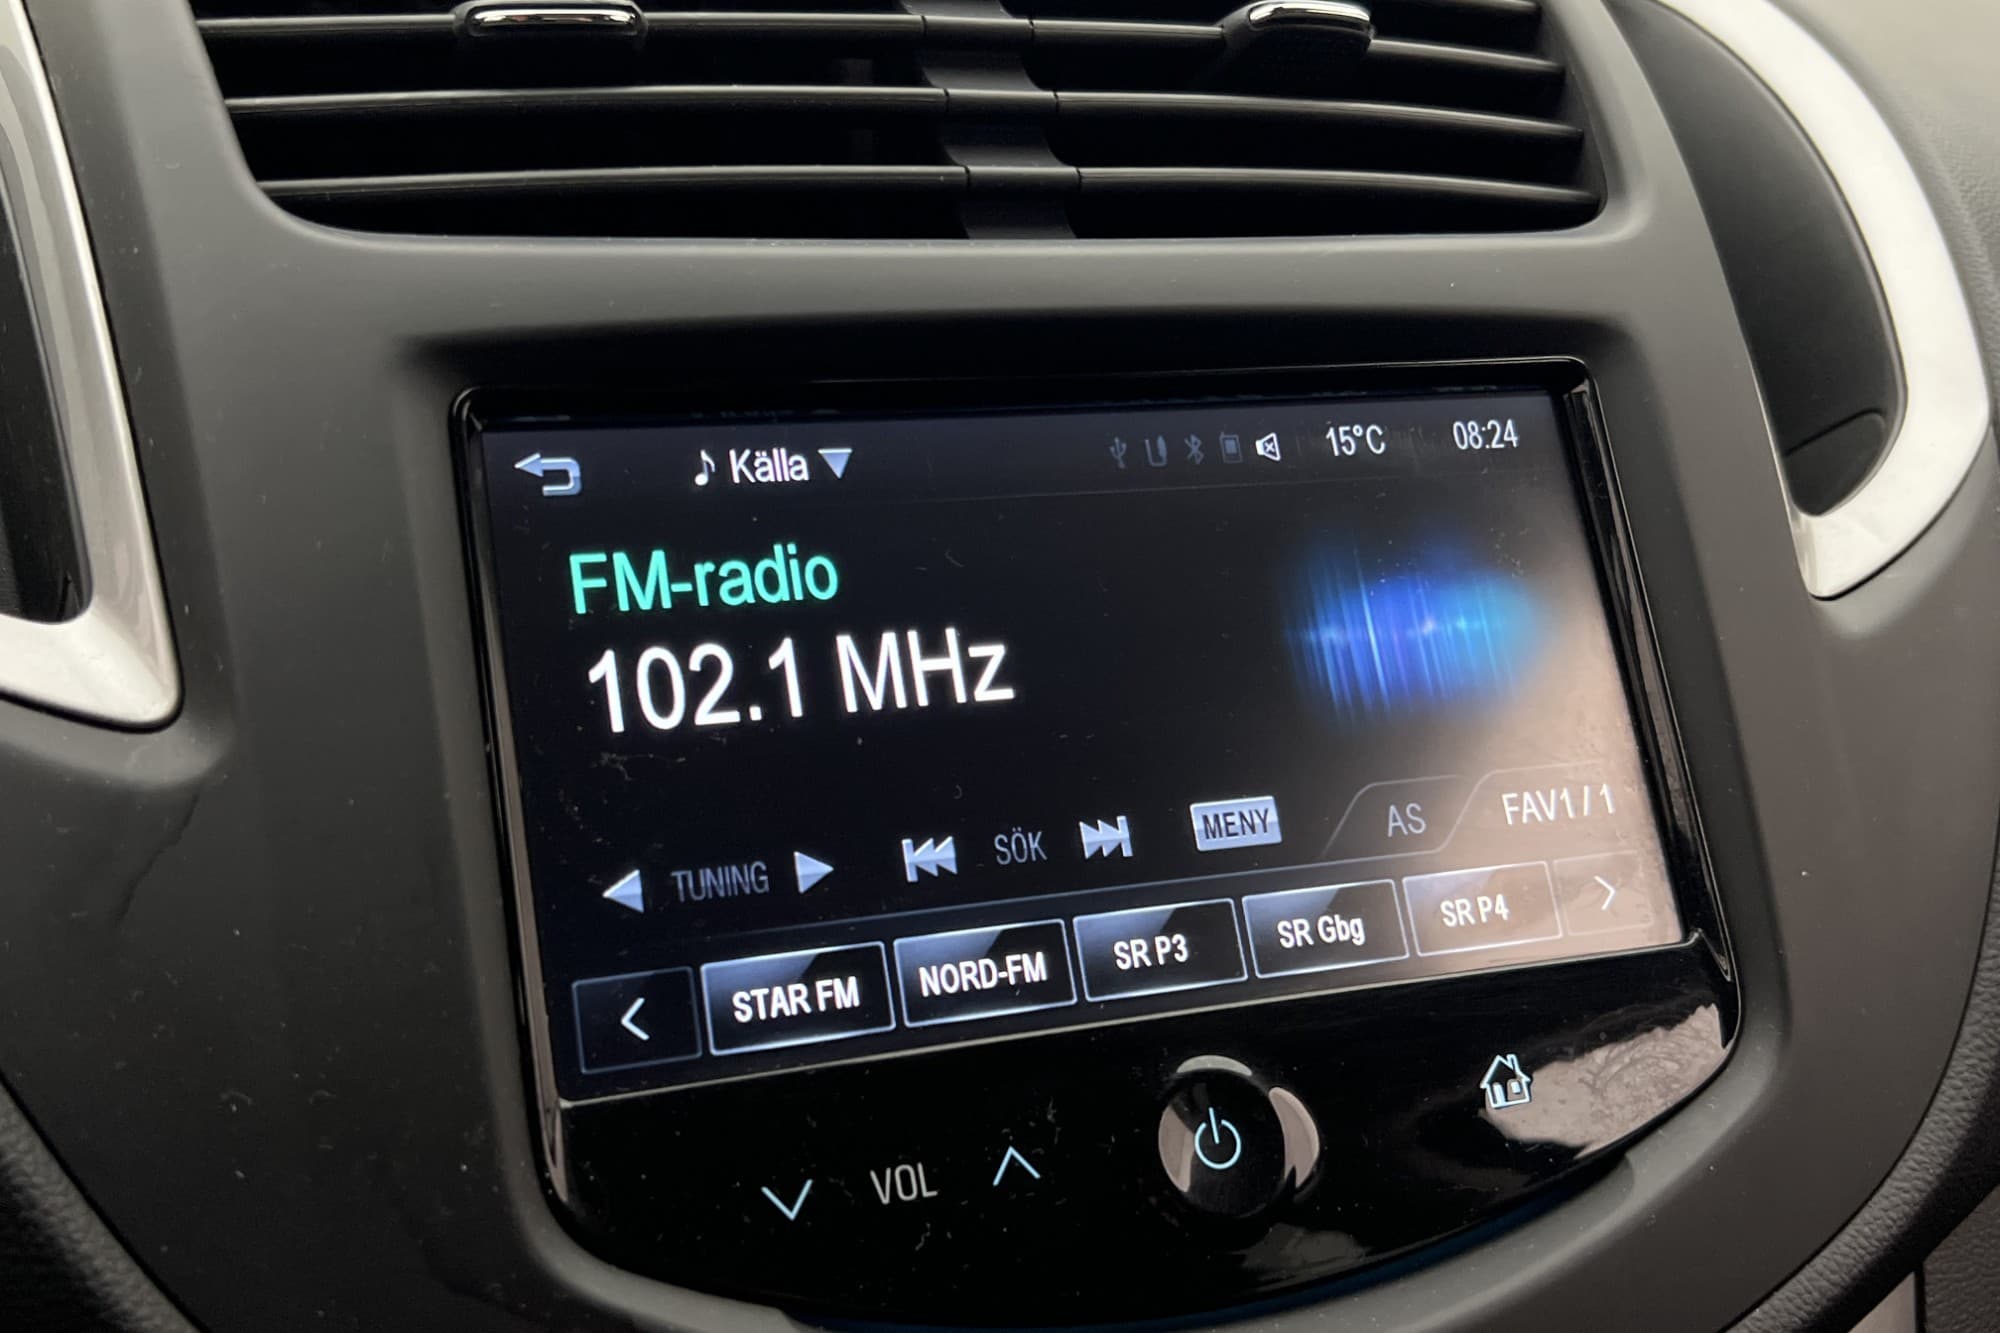 Källa 15°C 08:24
FM-radio
102.1 MHz
TUNING SÖK MENY AS FAV1 / 1
STAR FM NORD-FM SR P3 SR Gbg SR P4
VOL